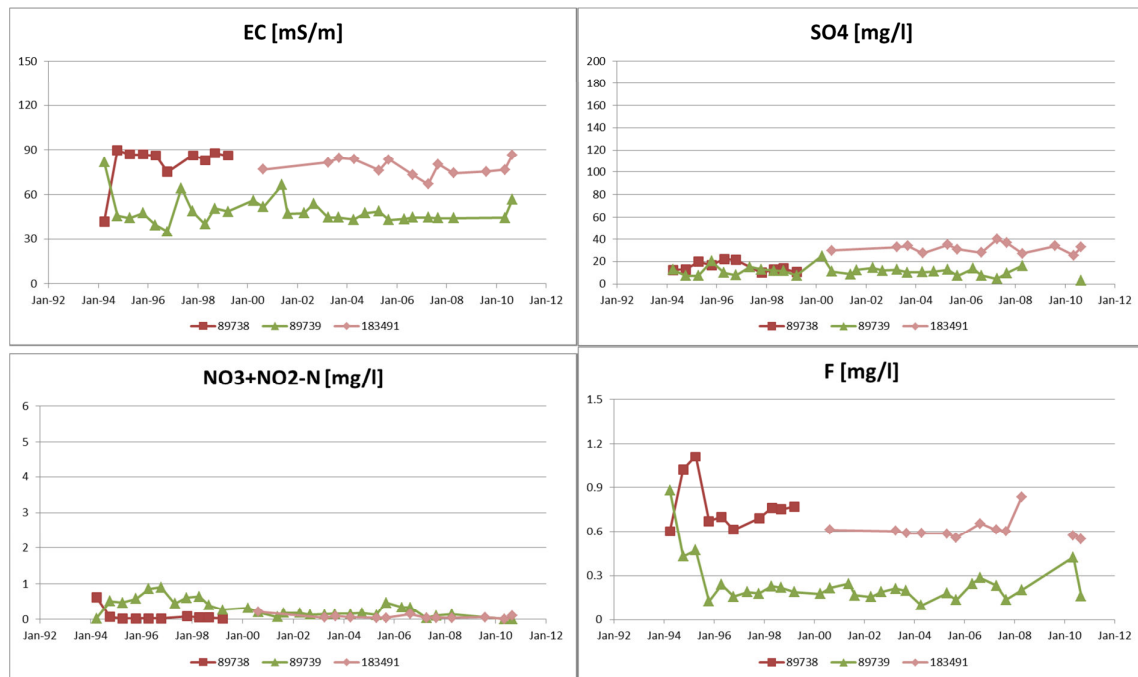 EC [mS/m]
150
120
90
60
30
0
Jan-92 Jan-94 Jan-96 Jan-98 Jan-00 Jan-02 Jan-04 Jan-06 Jan-08 Jan-10 Jan-12
89738 89739 183491
SO4 [mg/l]
200
180
160
140
120
100
80
60
40
20
0
Jan-92 Jan-94 Jan-96 Jan-98 Jan-00 Jan-02 Jan-04 Jan-06 Jan-08 Jan-10 Jan-12
89738 89739 183491
NO3+NO2-N [mg/l]
6
5
4
3
2
1
0
Jan-92 Jan-94 Jan-96 Jan-98 Jan-00 Jan-02 Jan-04 Jan-06 Jan-08 Jan-10 Jan-12
89738 89739 183491
F [mg/l]
1.5
1.2
0.9
0.6
0.3
0
Jan-92 Jan-94 Jan-96 Jan-98 Jan-00 Jan-02 Jan-04 Jan-06 Jan-08 Jan-10 Jan-12
89738 89739 183491